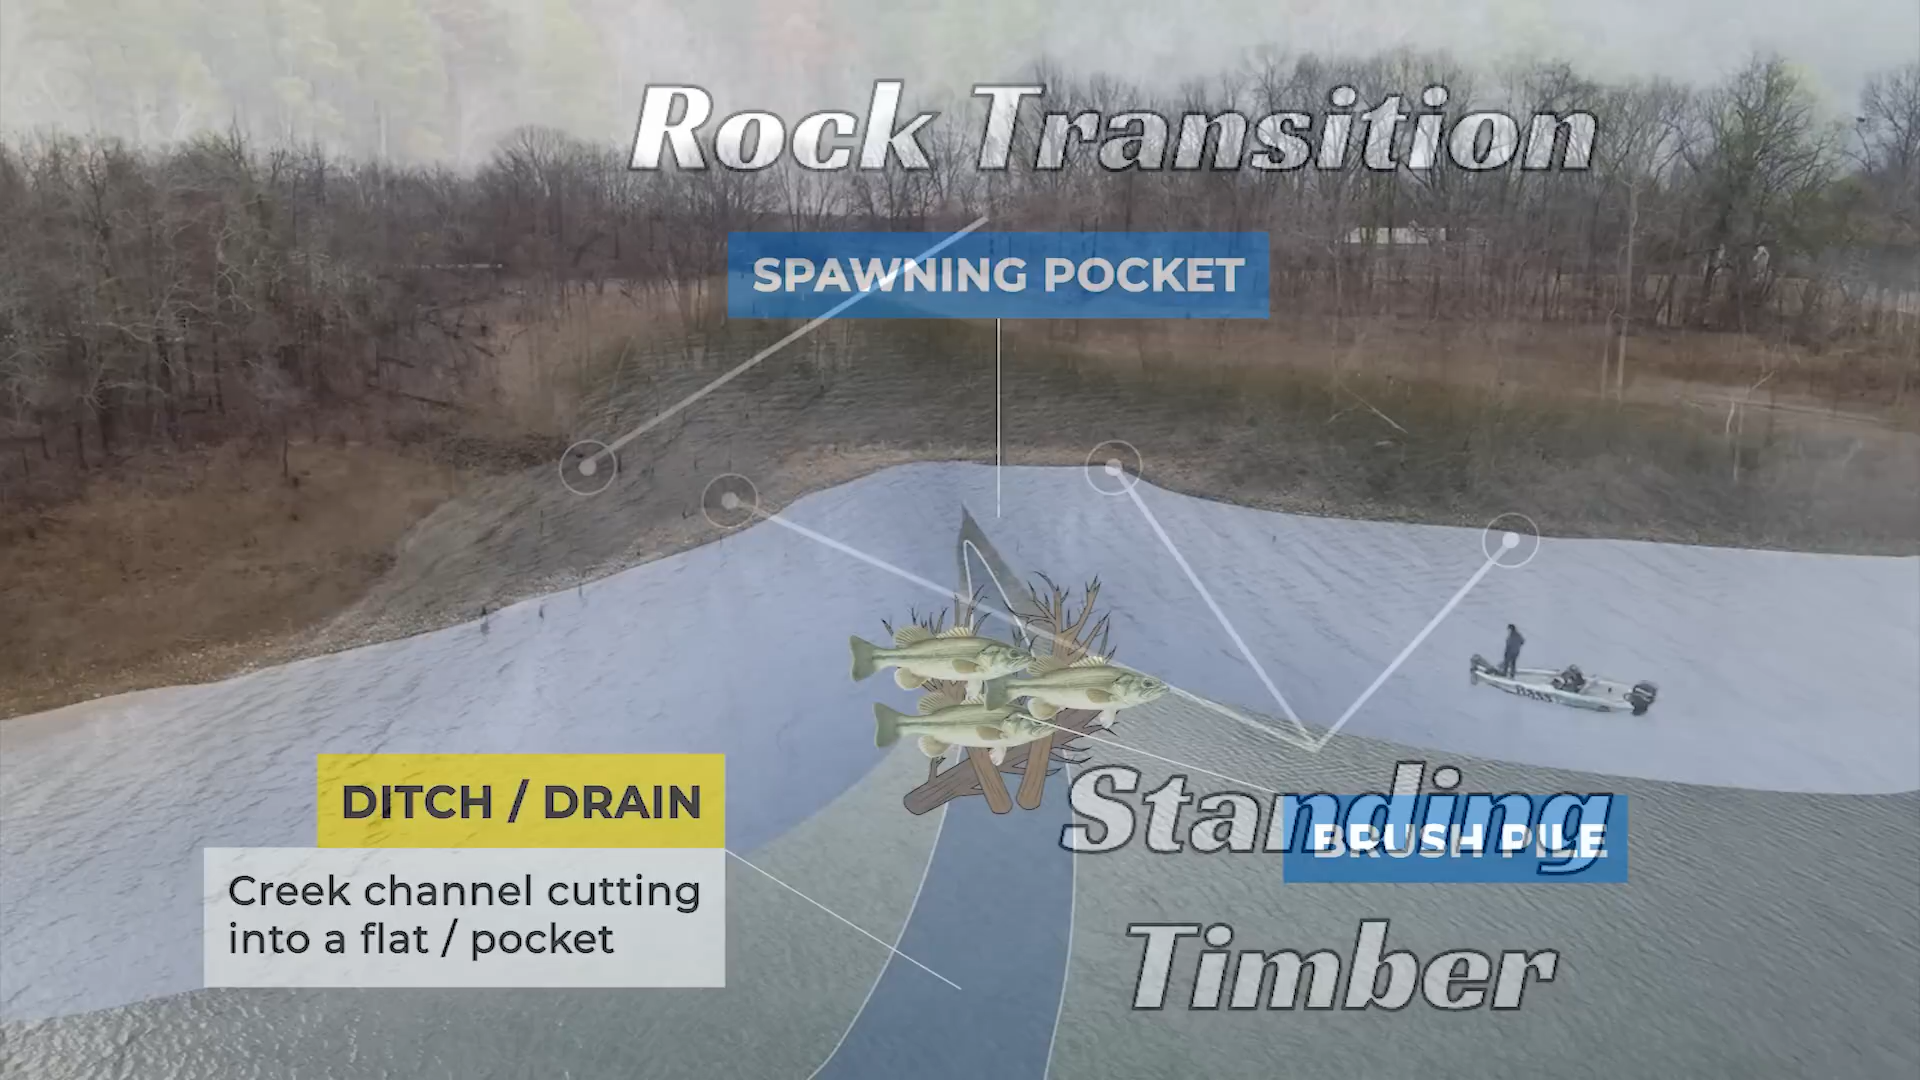 Rock Transition
SPAWNING POCKET
DITCH / DRAIN
Creek channel cutting
into a flat / pocket
Standing
BRUSH PILE
Timber